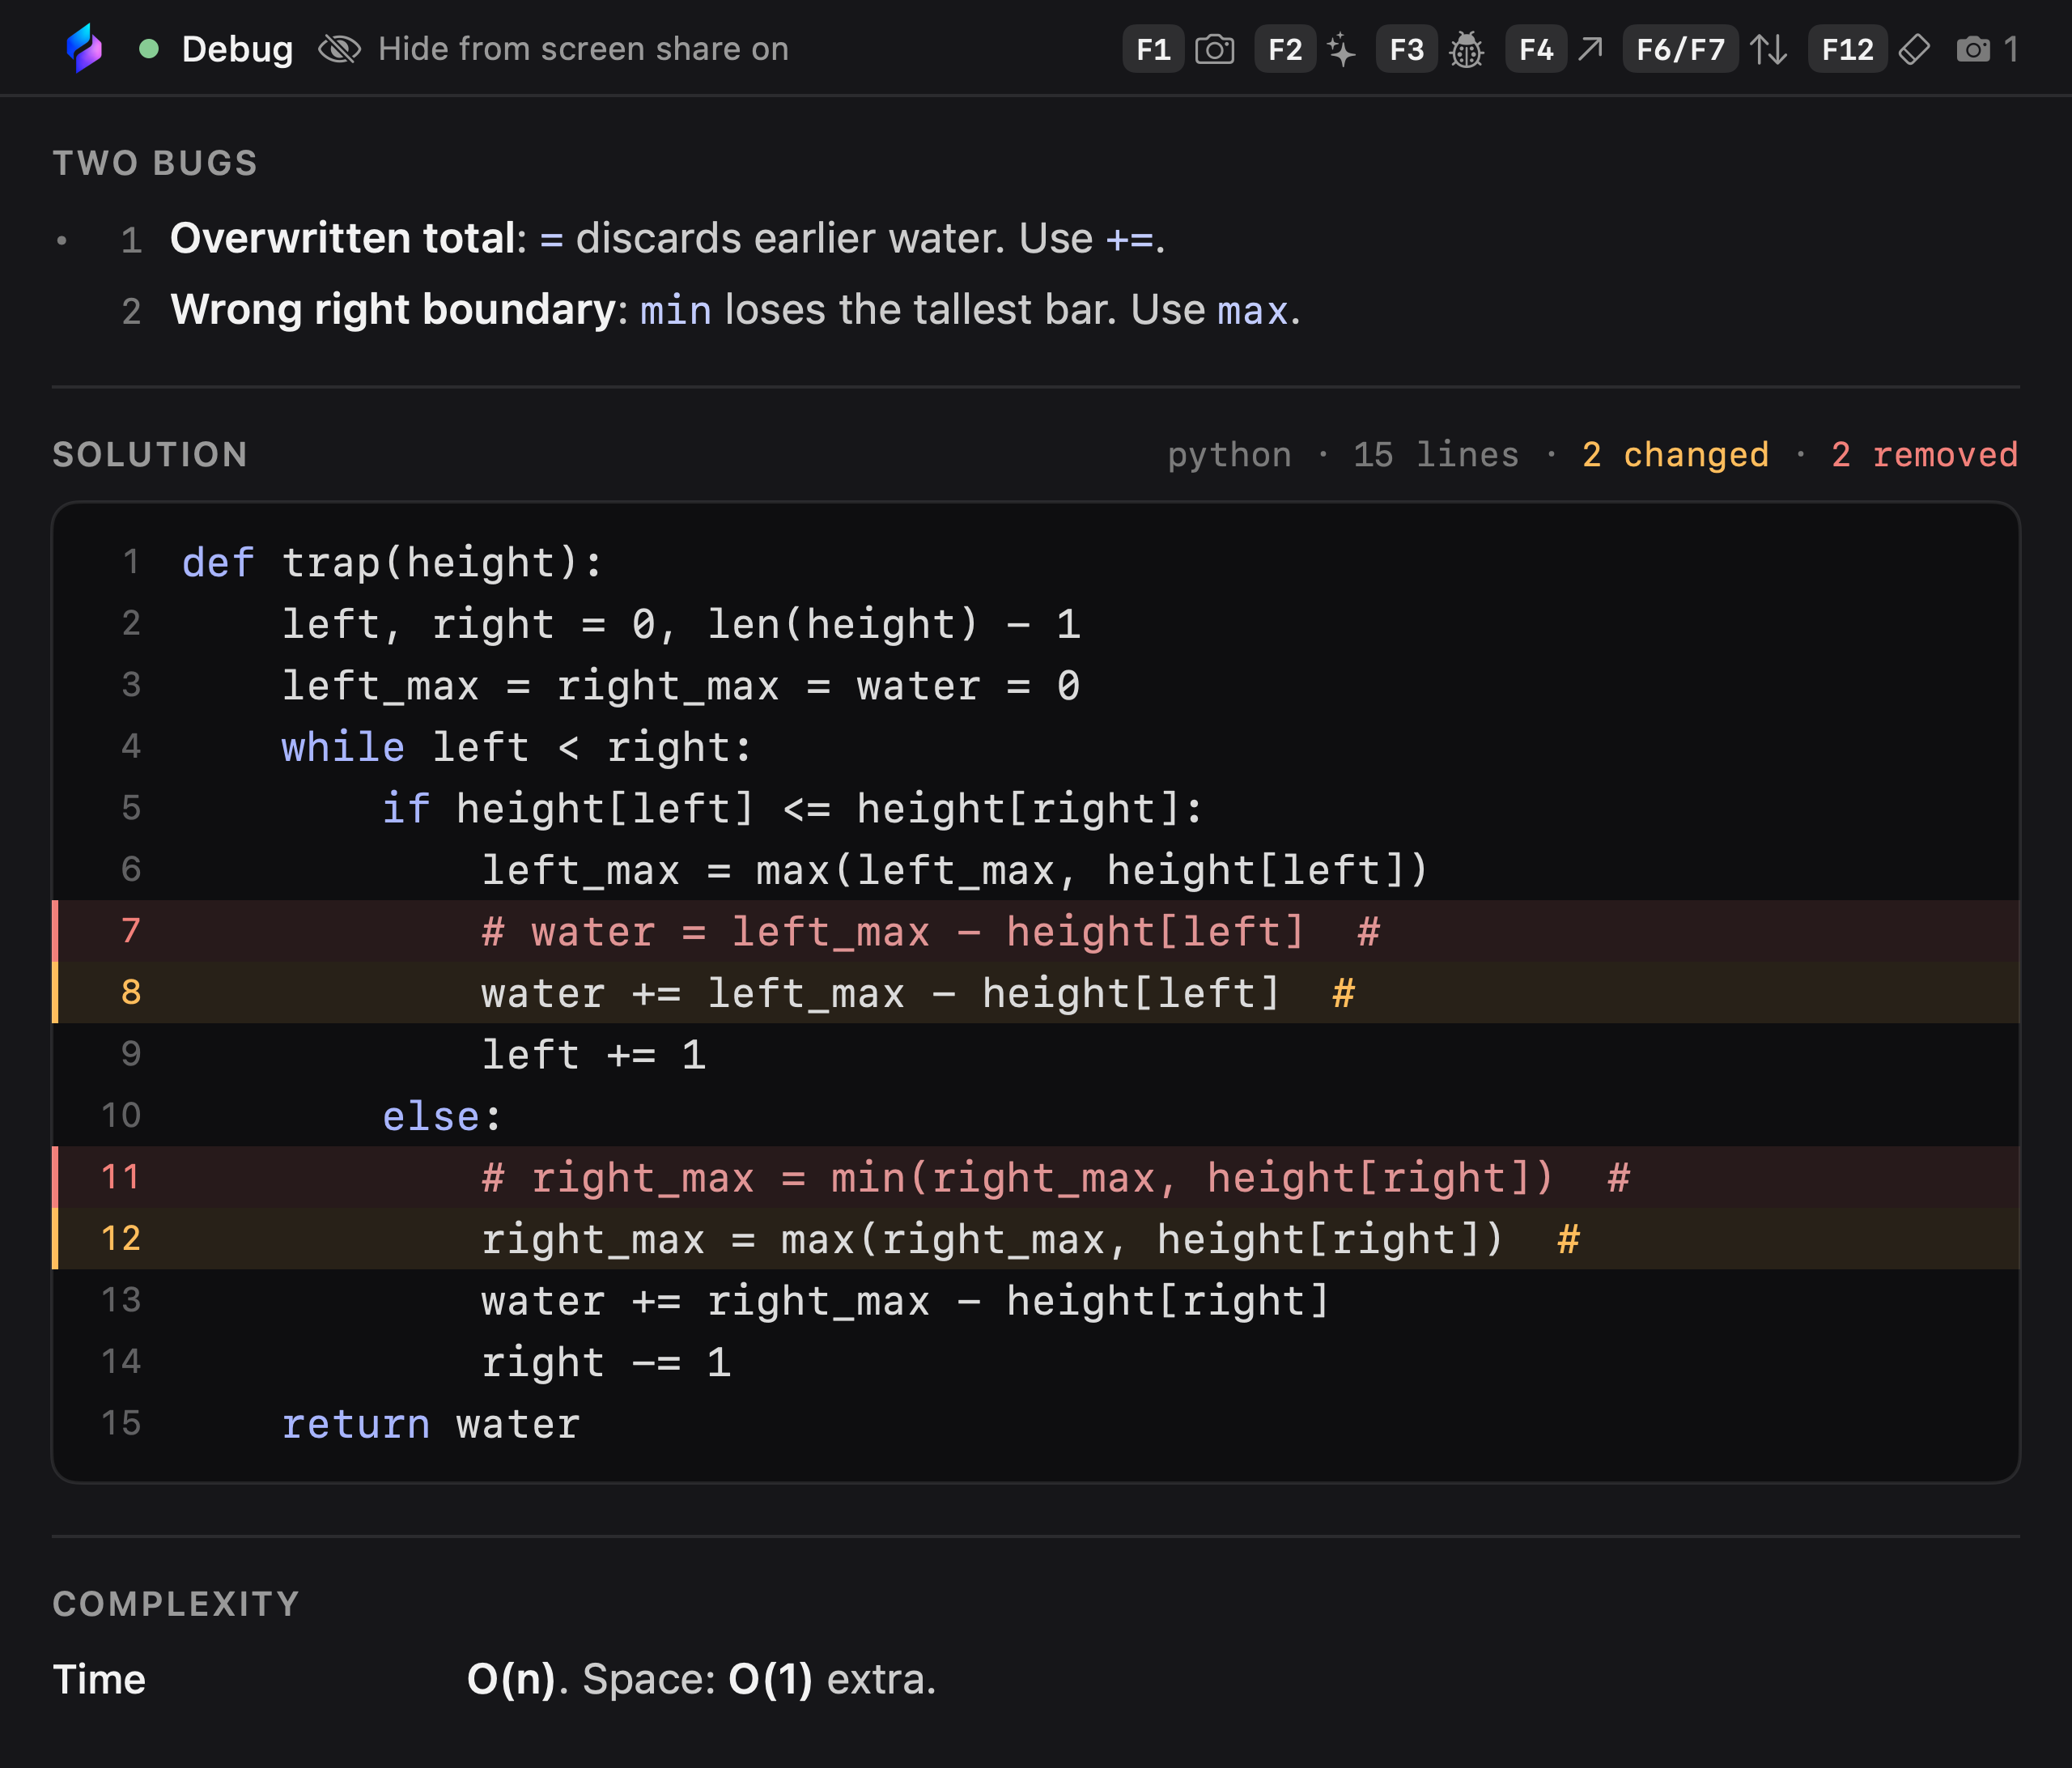 Debug Hide from screen share on F1 F2 F3 F4 F6/F7 F12 1
TWO BUGS
• 1 Overwritten total: = discards earlier water. Use +=.
2 Wrong right boundary: min loses the tallest bar. Use max.
SOLUTION python · 15 lines · 2 changed · 2 removed
1 def trap(height):
2     left, right = 0, len(height) − 1
3     left_max = right_max = water = 0
4     while left < right:
5         if height[left] <= height[right]:
6             left_max = max(left_max, height[left])
7             # water = left_max − height[left]  #
8             water += left_max − height[left]  #
9             left += 1
10         else:
11             # right_max = min(right_max, height[right])  #
12             right_max = max(right_max, height[right])  #
13             water += right_max − height[right]
14             right −= 1
15     return water
COMPLEXITY
Time O(n). Space: O(1) extra.